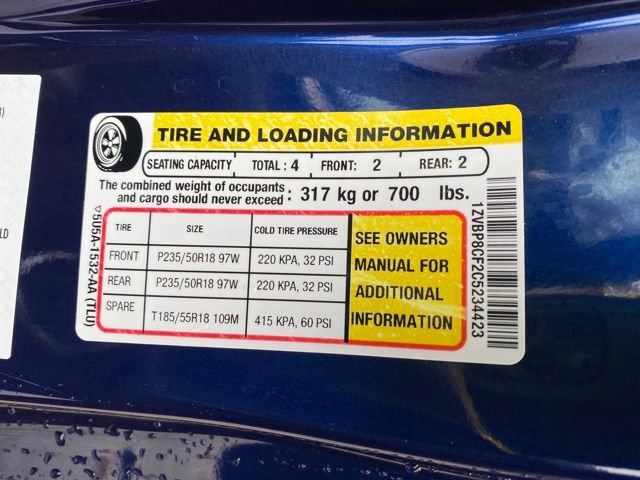 TIRE AND LOADING INFORMATION
SEATING CAPACITY TOTAL : 4 FRONT: 2 REAR: 2
The combined weight of occupants
and cargo should never exceed : 317 kg or 700 lbs.
TIRE SIZE COLD TIRE PRESSURE
FRONT P235/50R18 97W 220 KPA, 32 PSI
REAR P235/50R18 97W 220 KPA, 32 PSI
SPARE T185/55R18 109M 415 KPA, 60 PSI
SEE OWNERS
MANUAL FOR
ADDITIONAL
INFORMATION
5U5A-1532-AA (TLU)
1ZVBP8CF2C5234423
LD